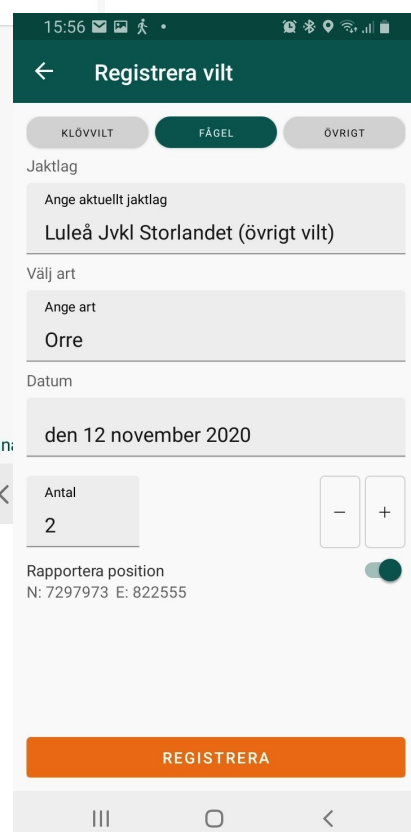 15:56
Registrera vilt
KLÖVVILT FÅGEL ÖVRIGT
Jaktlag
Ange aktuellt jaktlag
Luleå Jvkl Storlandet (övrigt vilt)
Välj art
Ange art
Orre
Datum
den 12 november 2020
Antal
2
− +
Rapportera position
N: 7297973 E: 822555
REGISTRERA